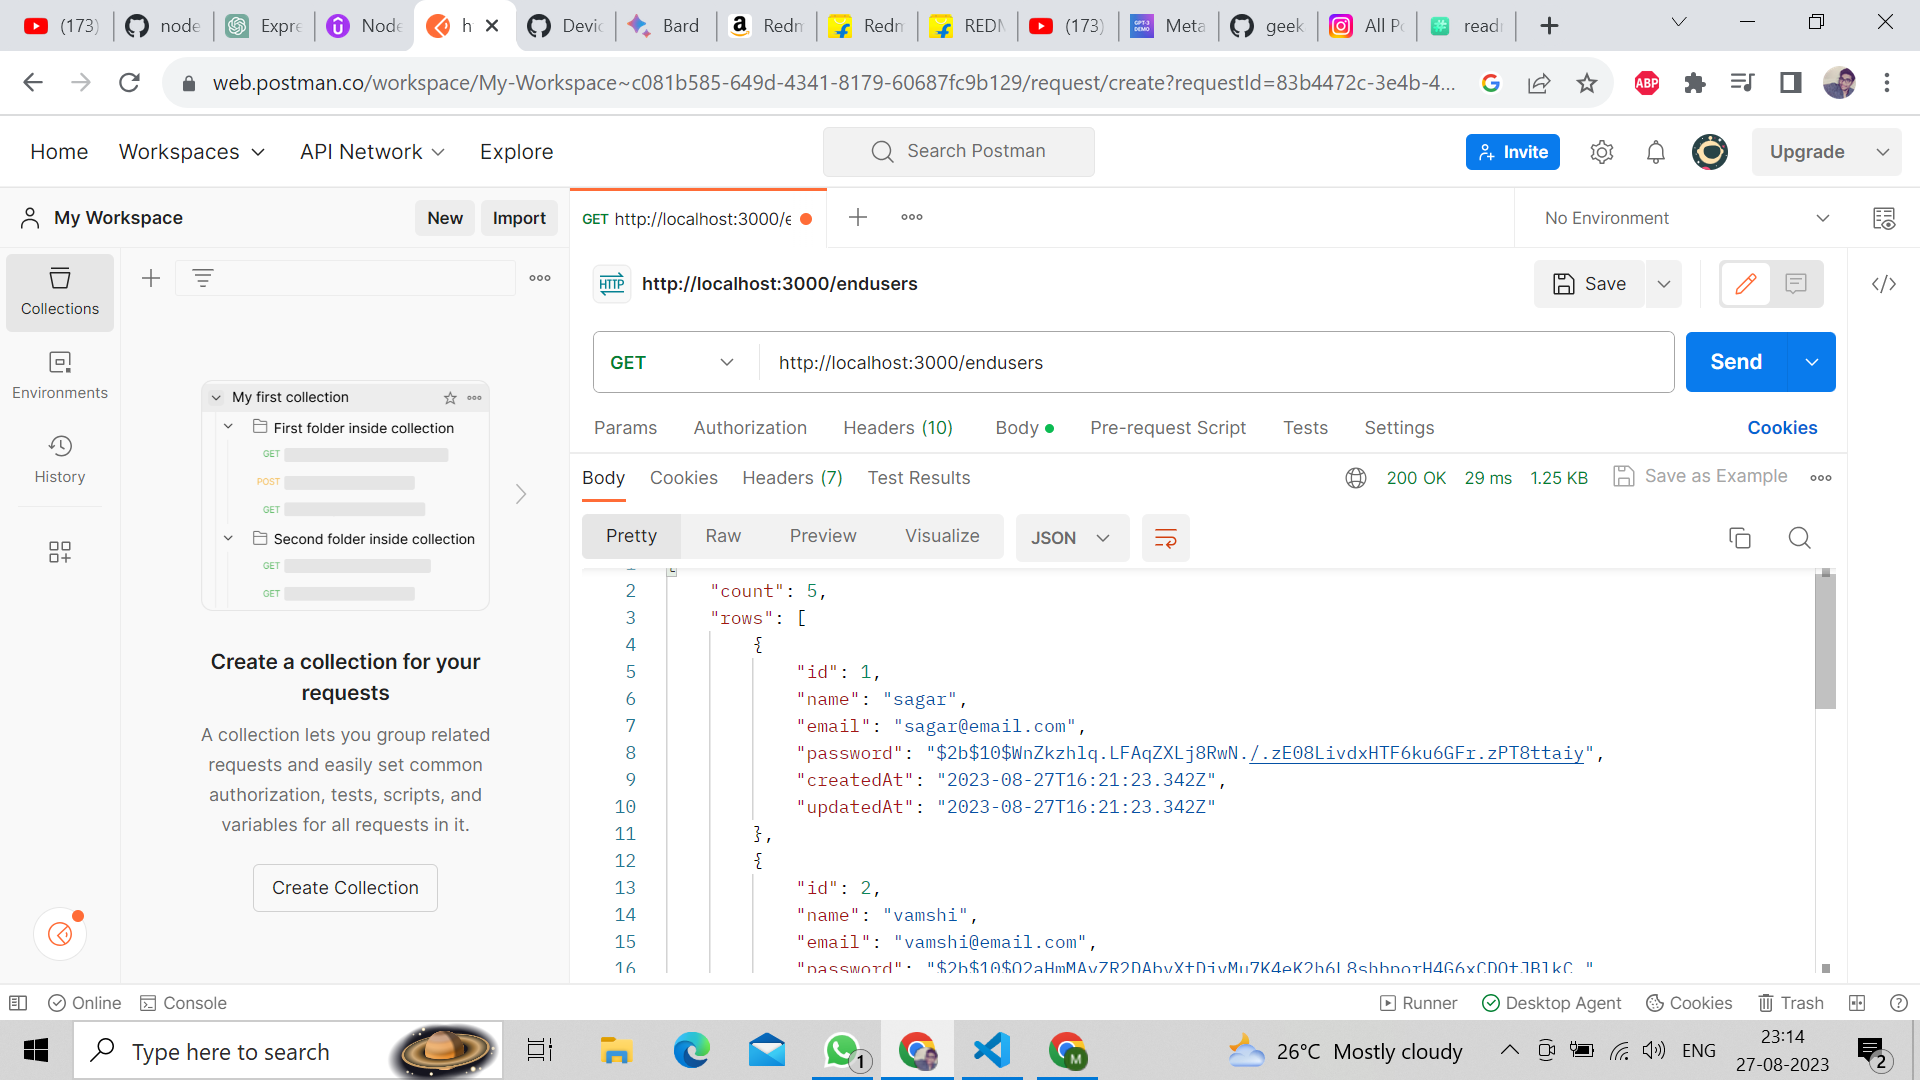 (173)
node
Expre
Node
h
Devic
Bard
Redm
Redm
REDM
(173)
Meta
geek
All Po
readm
web.postman.co/workspace/My-Workspace~c081b585-649d-4341-8179-60687fc9b129/request/create?requestId=83b4472c-3e4b-4...
ABP
Home
Workspaces
API Network
Explore
Search Postman
Invite
Upgrade
My Workspace
New
Import
GET http://localhost:3000/e
No Environment
Collections
Environments
History
HTTP
http://localhost:3000/endusers
Save
GET
http://localhost:3000/endusers
Send
Params
Authorization
Headers (10)
Body
Pre-request Script
Tests
Settings
Cookies
Body
Cookies
Headers (7)
Test Results
200 OK
29 ms
1.25 KB
Save as Example
Pretty
Raw
Preview
Visualize
JSON
My first collection
First folder inside collection
GET
POST
GET
Second folder inside collection
GET
GET
Create a collection for your
requests
A collection lets you group related
requests and easily set common
authorization, tests, scripts, and
variables for all requests in it.
Create Collection
2 "count": 5,
3 "rows": [
4 {
5 "id": 1,
6 "name": "sagar",
7 "email": "sagar@email.com",
8 "password": "$2b$10$WnZkzhlq.LFAqZXLj8RwN./.zE08LivdxHTF6ku6GFr.zPT8ttaiy",
9 "createdAt": "2023-08-27T16:21:23.342Z",
10 "updatedAt": "2023-08-27T16:21:23.342Z"
11 },
12 {
13 "id": 2,
14 "name": "vamshi",
15 "email": "vamshi@email.com",
16 "password":
Online
Console
Runner
Desktop Agent
Cookies
Trash
Type here to search
1
M
26°C Mostly cloudy
ENG
23:14
27-08-2023
2